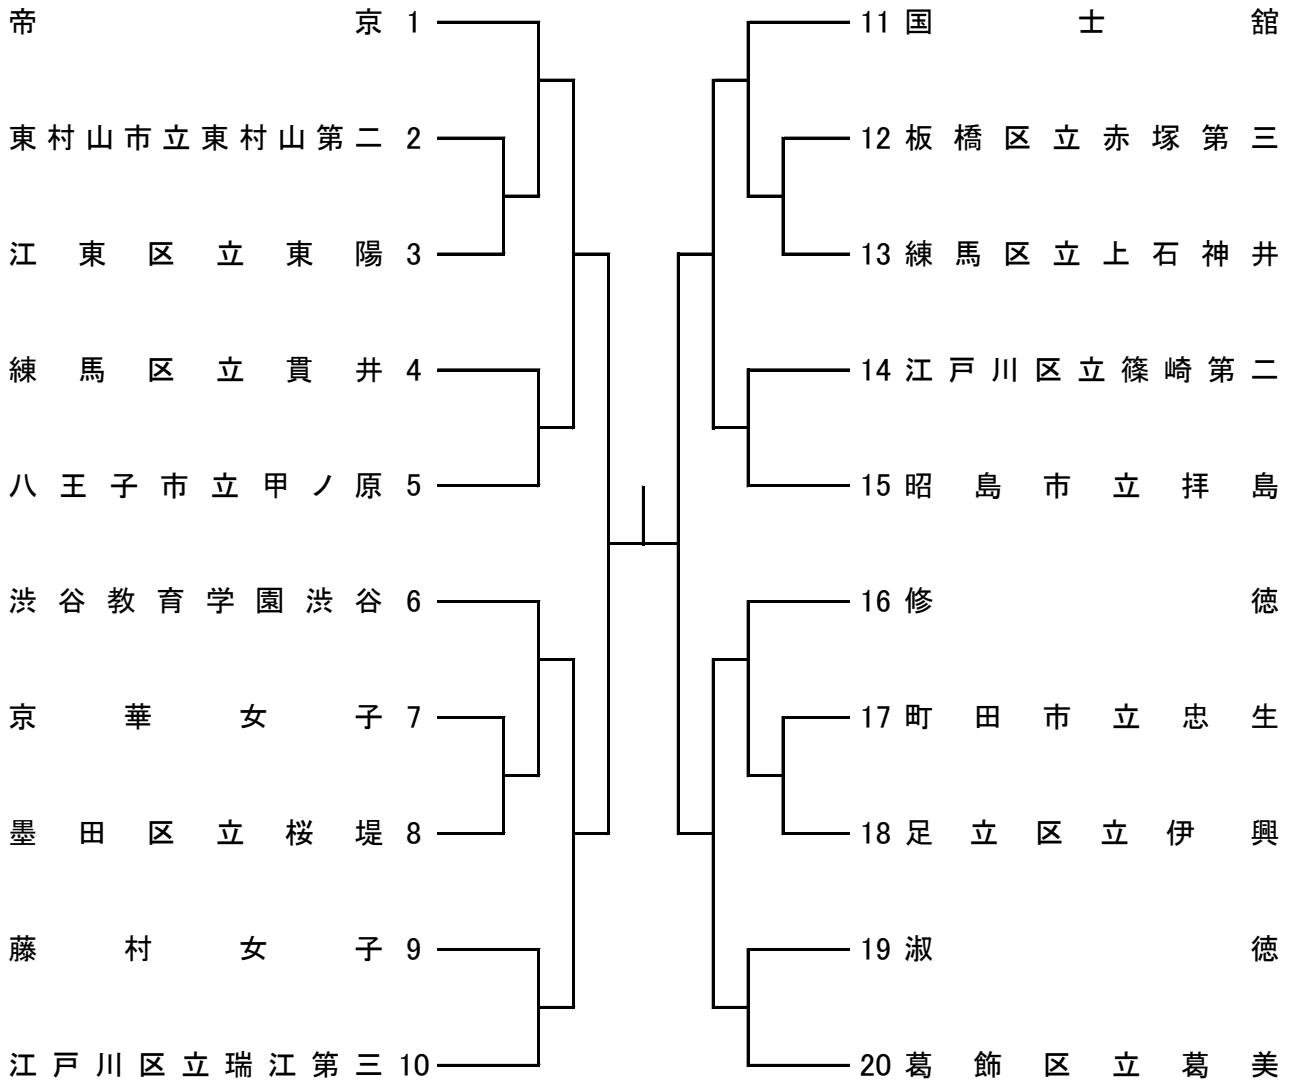 帝京 1
東村山市立東村山第二 2
江東区立東陽 3
練馬区立貫井 4
八王子市立甲ノ原 5
渋谷教育学園渋谷 6
京華女子 7
墨田区立桜堤 8
藤村女子 9
江戸川区立瑞江第三 10
11 国士舘
12 板橋区立赤塚第三
13 練馬区立上石神井
14 江戸川区立篠崎第二
15 昭島市立拝島
16 修徳
17 町田市立忠生
18 足立区立伊興
19 淑徳
20 葛飾区立葛美